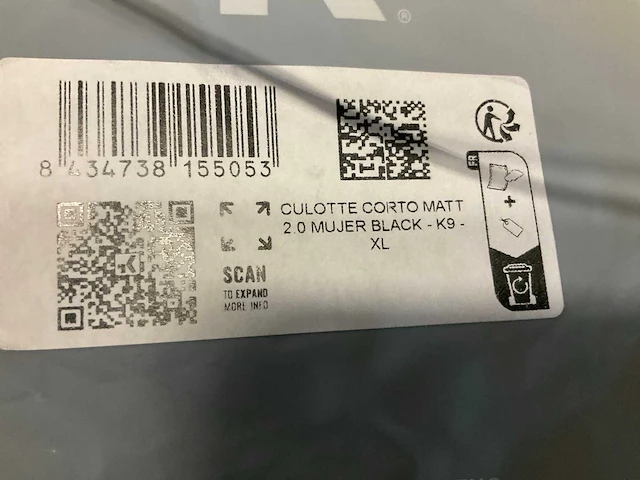 K®
8 434738 155053
CULOTTE CORTO MATT
2.0 MUJER BLACK - K9 -
XL
SCAN
TO EXPAND
MORE INFO
FR
+